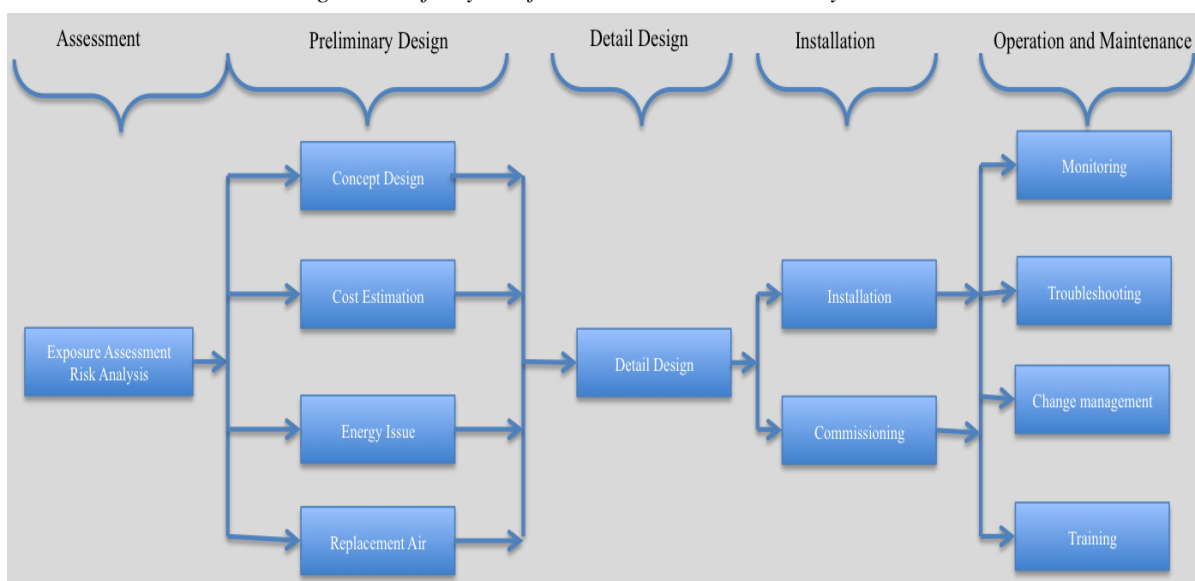 Assessment
Preliminary Design
Detail Design
Installation
Operation and Maintenance
Concept Design
Cost Estimation
Exposure Assessment
Risk Analysis
Energy Issue
Replacement Air
Detail Design
Installation
Commissioning
Monitoring
Troubleshooting
Change management
Training